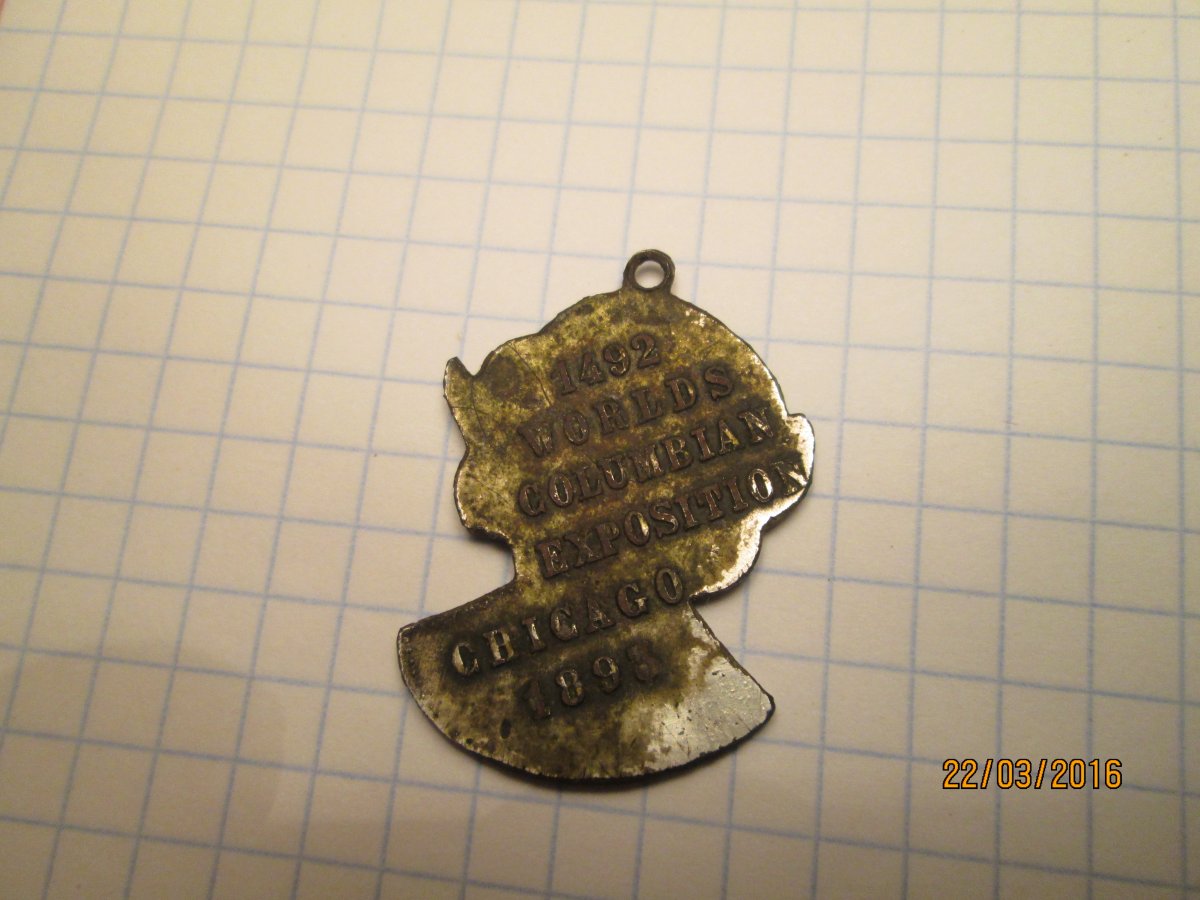 1492
WORLDS
COLUMBIAN
EXPOSITION
CHICAGO
1893
22/03/2016